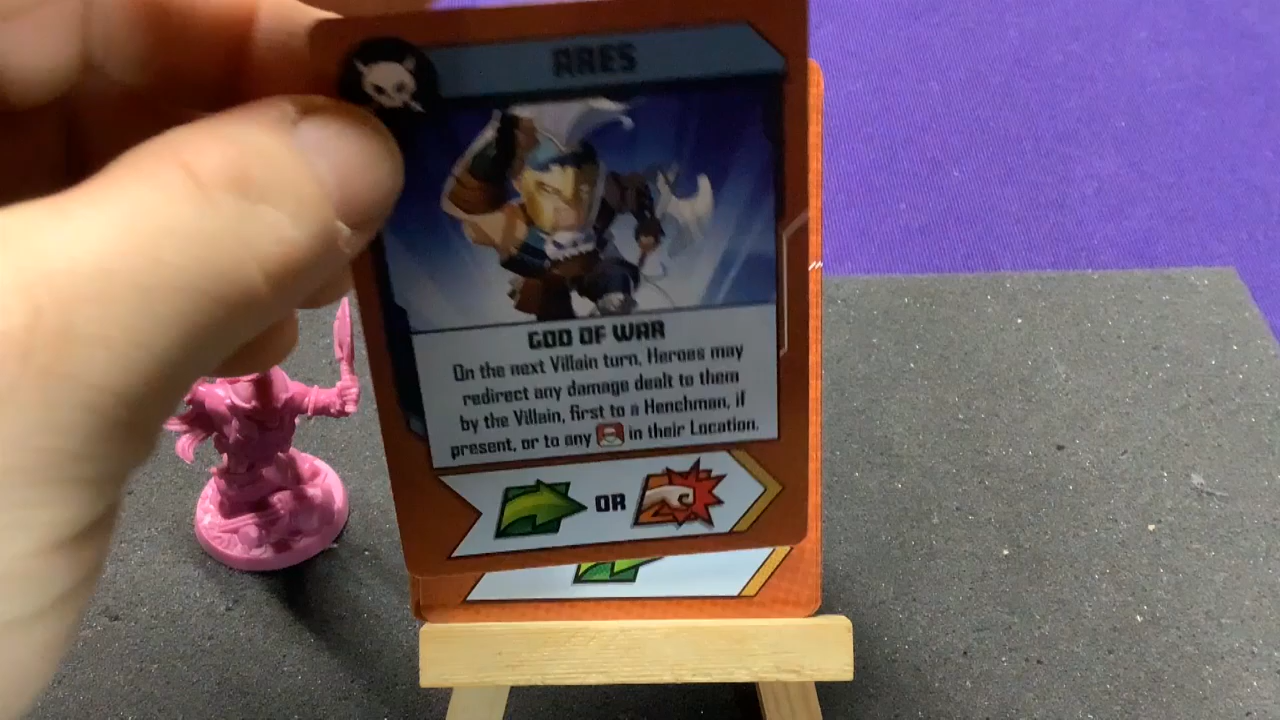 ARES
GOD OF WAR
On the next Villain turn, Heroes may
redirect any damage dealt to them
by the Villain, first to a Henchman, if
present, or to any in their Location.
OR